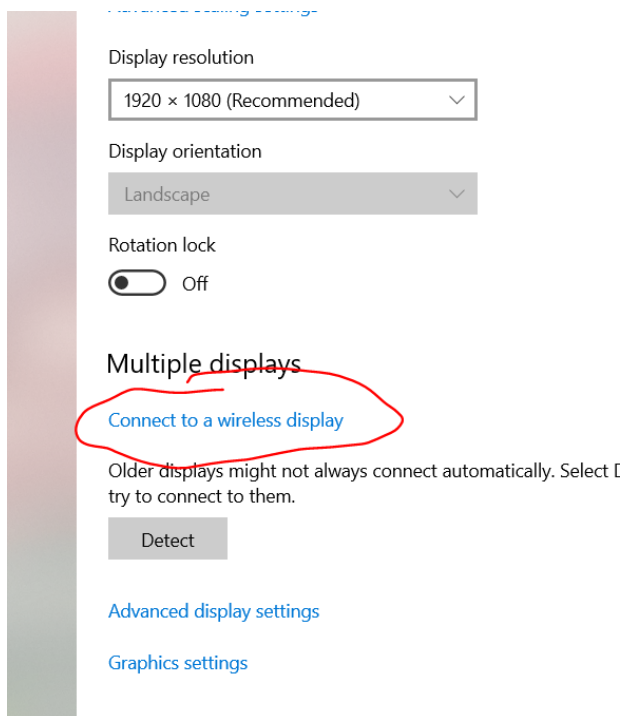 Display resolution
1920 × 1080 (Recommended)
Display orientation
Landscape
Rotation lock
Off
Multiple displays
Connect to a wireless display
Older displays might not always connect automatically. Select
try to connect to them.
Detect
Advanced display settings
Graphics settings